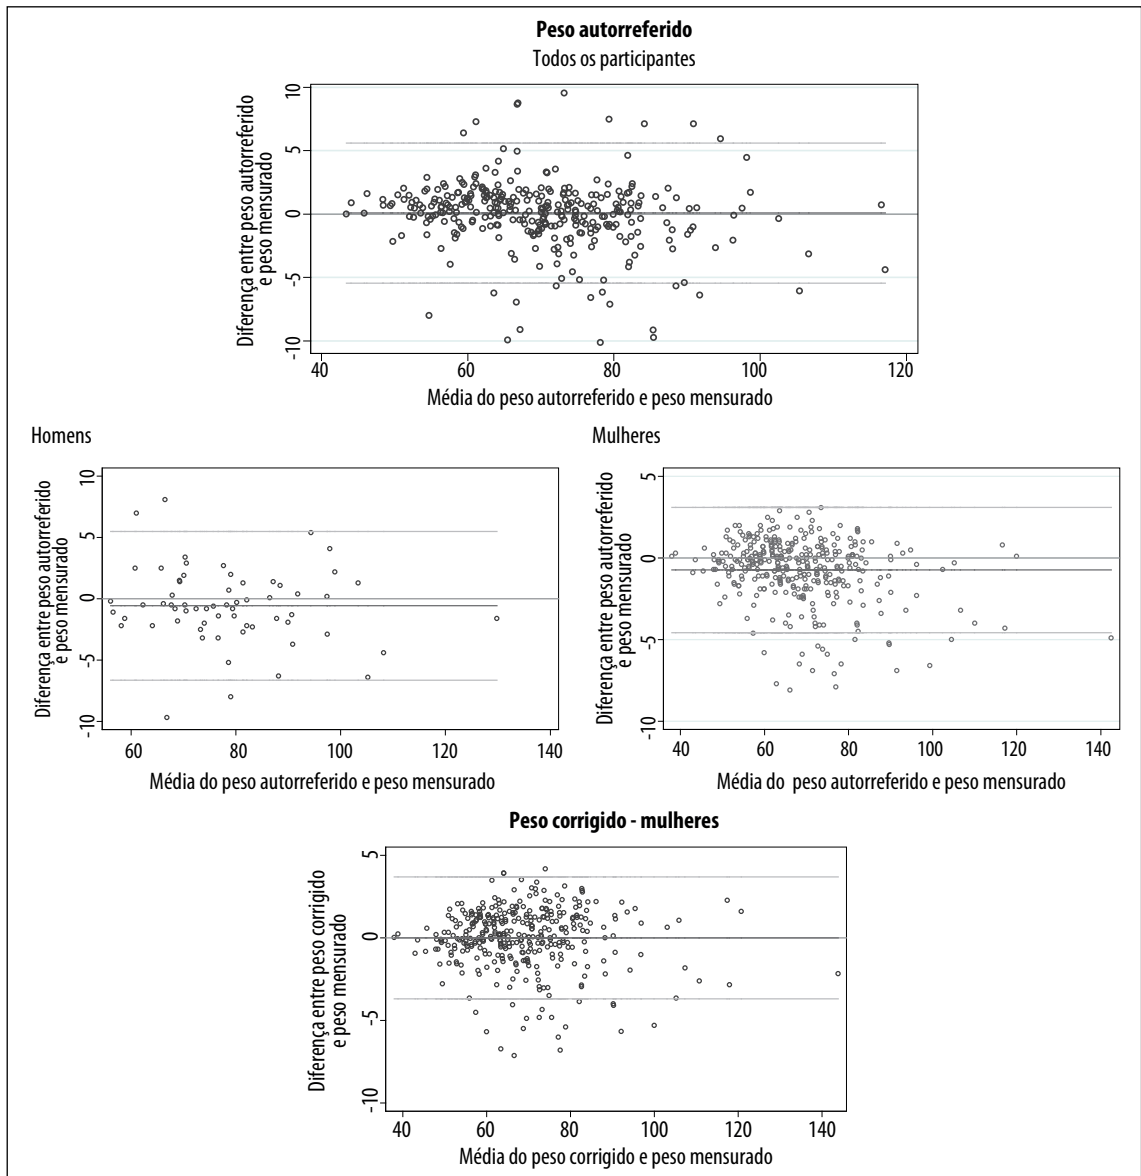 Peso autorreferido
Todos os participantes
Diferença entre peso autorreferido
e peso mensurado
10
5
0
-5
-10
40
60
80
100
120
Média do peso autorreferido e peso mensurado
Homens
Diferença entre peso autorreferido
e peso mensurado
10
5
0
-5
-10
60
80
100
120
140
Média do peso autorreferido e peso mensurado
Mulheres
Diferença entre peso autorreferido
e peso mensurado
5
0
-5
-10
40
60
80
100
120
140
Média do peso autorreferido e peso mensurado
Peso corrigido - mulheres
Diferença entre peso corrigido
e peso mensurado
5
0
-5
-10
40
60
80
100
120
140
Média do peso corrigido e peso mensurado